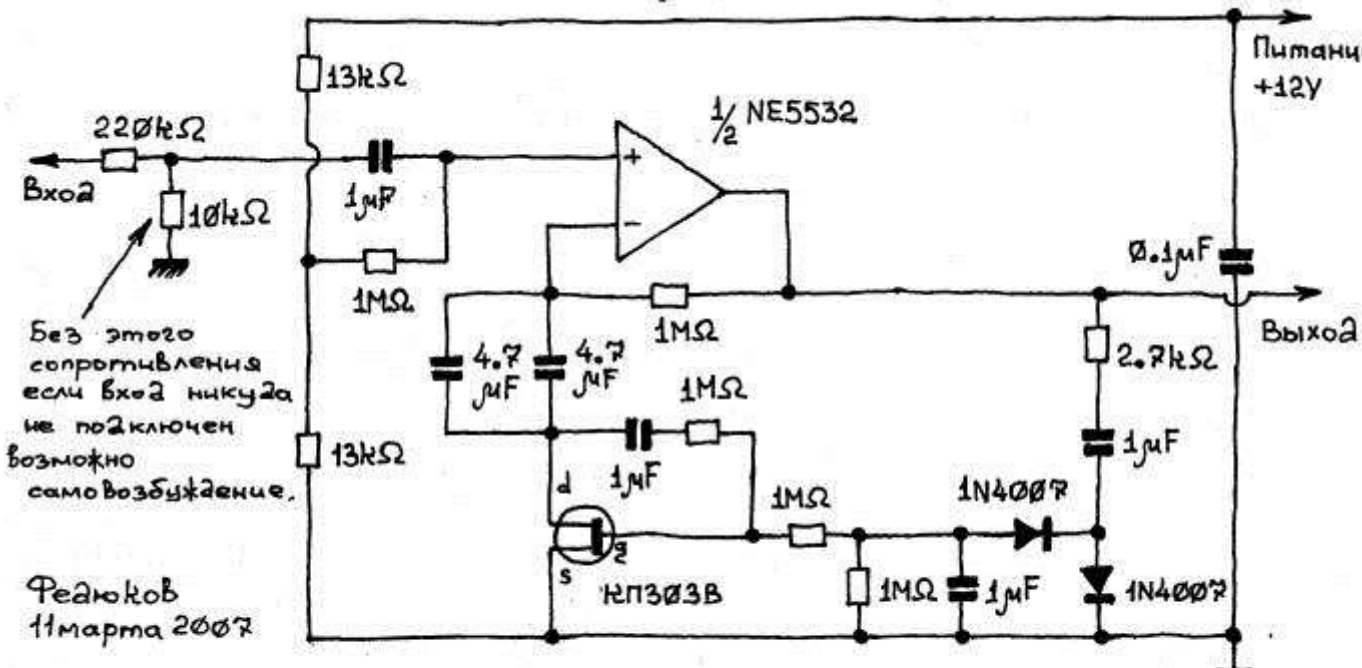 Питани
+12V
13kΩ
1/2 NE5532
220kΩ
Вход
10kΩ
1µF
+
−
1MΩ
1MΩ
0.1µF
Выход
Без этого
сопротивления
если вход никуда
не подключен
возможно
самовозбуждение.
4.7
µF
4.7
µF
1MΩ
2.7kΩ
1µF
1µF
13kΩ
d
g
s
КП303В
1MΩ
1N4007
1MΩ
1µF
1N4007
Федюков
11 марта 2007